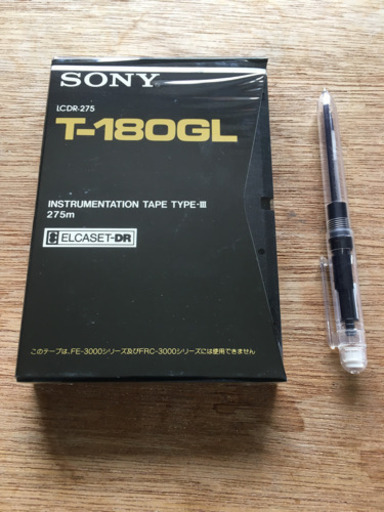 SONY
LCDR-275
T-180GL
INSTRUMENTATION TAPE TYPE-III
275m
ELCASET-DR
このテープは、FE-3000シリーズ及びFRC-3000シリーズには使用できません